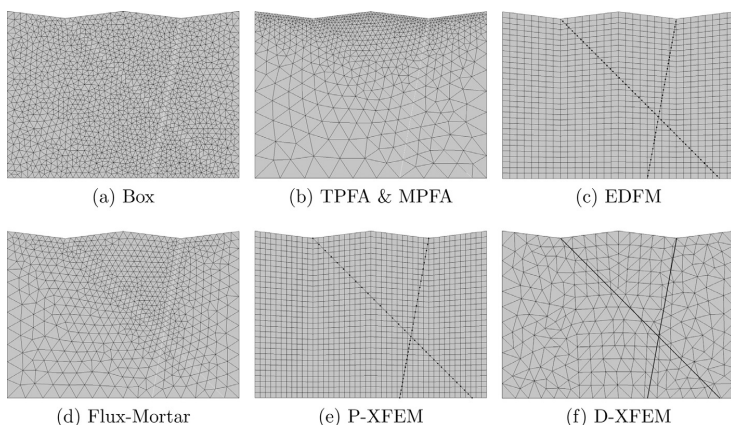 (a) Box
(b) TPFA & MPFA
(c) EDFM
(d) Flux-Mortar
(e) P-XFEM
(f) D-XFEM